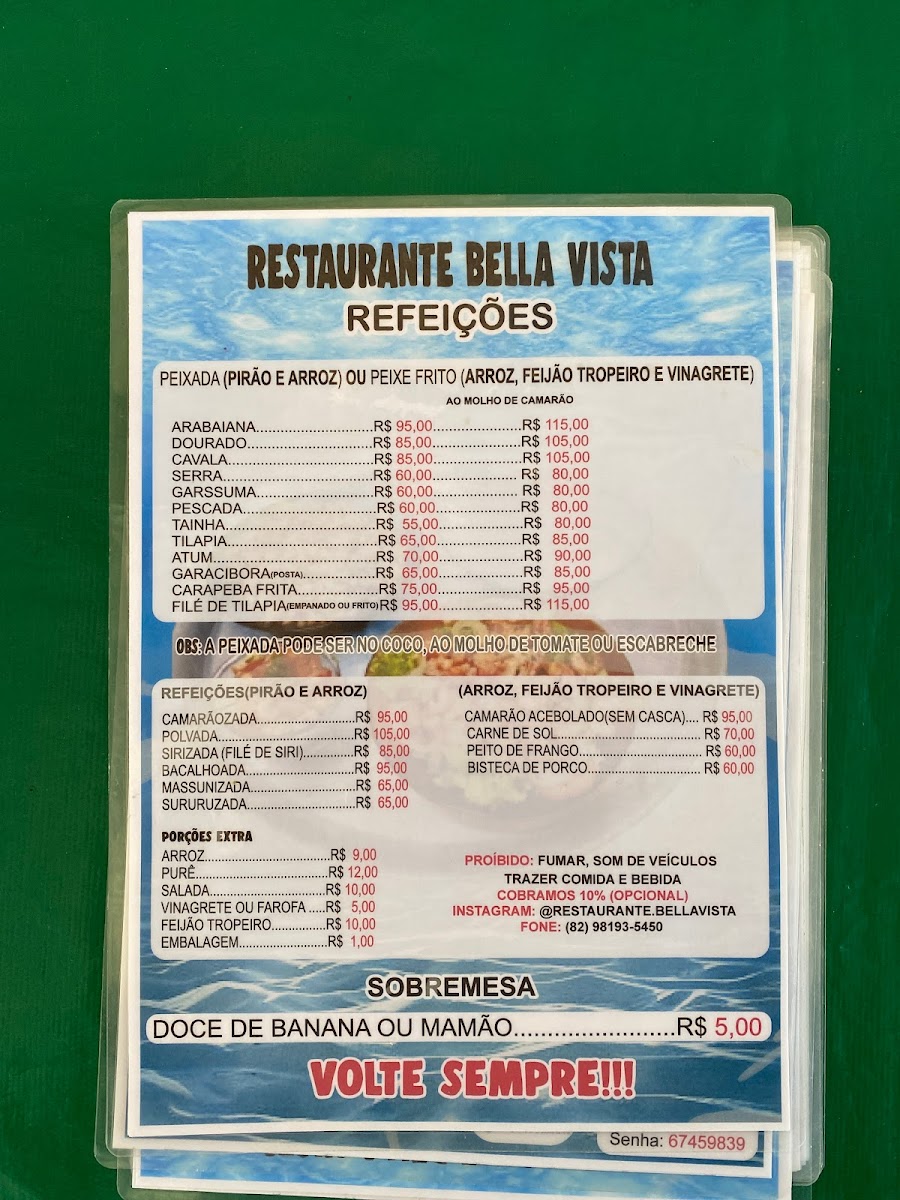 RESTAURANTE BELLA VISTA
REFEIÇÕES
PEIXADA (PIRÃO E ARROZ) OU PEIXE FRITO (ARROZ, FEIJÃO TROPEIRO E VINAGRETE)
AO MOLHO DE CAMARÃO
ARABAIANA..........................R$ 95,00....................R$ 115,00
DOURADO............................R$ 85,00....................R$ 105,00
CAVALA................................R$ 85,00....................R$ 105,00
SERRA.................................R$ 60,00................... R$ 80,00
GARSSUMA..........................R$ 60,00....................R$ 80,00
PESCADA..............................R$ 60,00...................R$ 80,00
TAINHA.................................R$ 55,00....................R$ 80,00
TILAPIA.................................R$ 65,00...................R$ 85,00
ATUM....................................R$ 70,00...................R$ 90,00
GARACIBORA(POSTA)................R$ 65,00...................R$ 85,00
CARAPEBA FRITA..................R$ 75,00...................R$ 95,00
FILÉ DE TILAPIA(EMPANADO OU FRITO)R$ 95,00...................R$ 115,00
OBS: A PEIXADA PODE SER NO COCO, AO MOLHO DE TOMATE OU ESCABRECHE
REFEIÇÕES(PIRÃO E ARROZ)
CAMARÃOZADA..........................R$ 95,00
POLVADA....................................R$ 105,00
SIRIZADA (FILÉ DE SIRI).............R$ 85,00
BACALHOADA.............................R$ 95,00
MASSUNIZADA............................R$ 65,00
SURURUZADA.............................R$ 65,00
(ARROZ, FEIJÃO TROPEIRO E VINAGRETE)
CAMARÃO ACEBOLADO(SEM CASCA).... R$ 95,00
CARNE DE SOL...................................... R$ 70,00
PEITO DE FRANGO................................ R$ 60,00
BISTECA DE PORCO.............................. R$ 60,00
PORÇÕES EXTRA
ARROZ..................................R$ 9,00
PURÊ.....................................R$ 12,00
SALADA................................R$ 10,00
VINAGRETE OU FAROFA .....R$ 5,00
FEIJÃO TROPEIRO...............R$ 10,00
EMBALAGEM........................R$ 1,00
PROÍBIDO: FUMAR, SOM DE VEÍCULOS
TRAZER COMIDA E BEBIDA
COBRAMOS 10% (OPCIONAL)
INSTAGRAM: @RESTAURANTE.BELLAVISTA
FONE: (82) 98193-5450
SOBREMESA
DOCE DE BANANA OU MAMÃO........................R$ 5,00
VOLTE SEMPRE!!!
Senha: 67459839